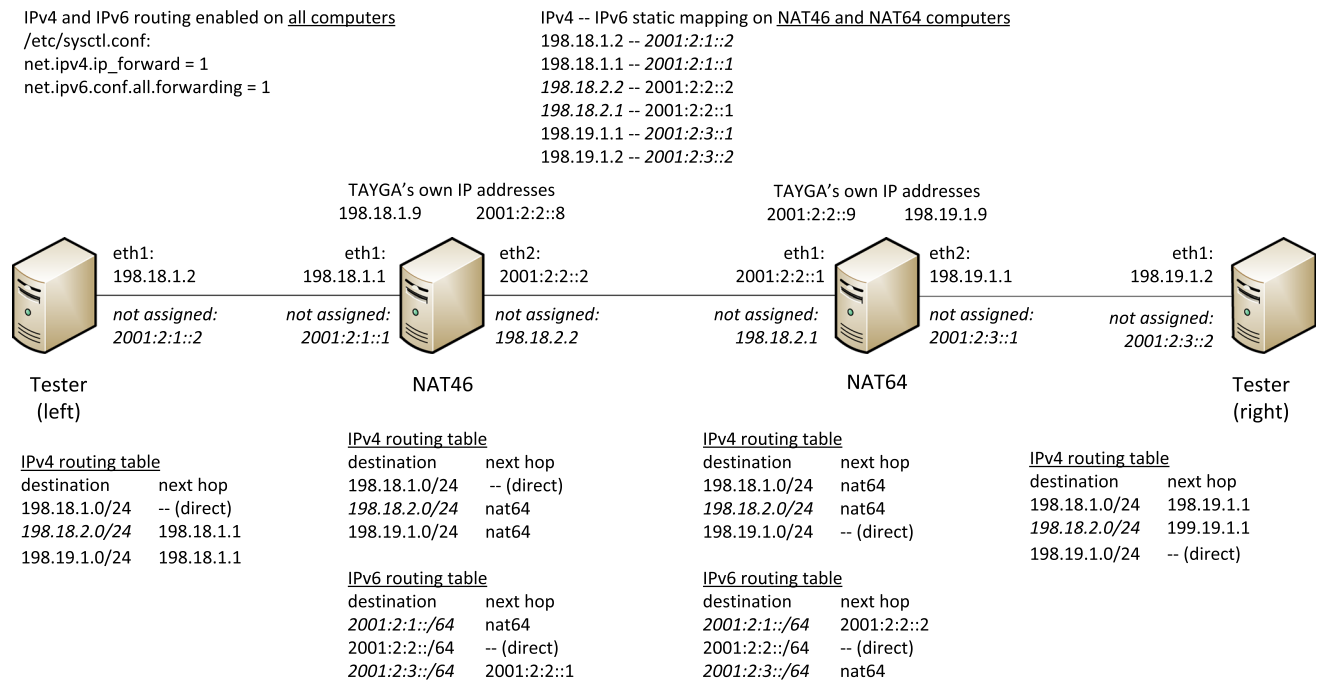 IPv4 and IPv6 routing enabled on all computers
/etc/sysctl.conf:
net.ipv4.ip_forward = 1
net.ipv6.conf.all.forwarding = 1
IPv4 -- IPv6 static mapping on NAT46 and NAT64 computers
198.18.1.2 -- 2001:2:1::2
198.18.1.1 -- 2001:2:1::1
198.18.2.2 -- 2001:2:2::2
198.18.2.1 -- 2001:2:2::1
198.19.1.1 -- 2001:2:3::1
198.19.1.2 -- 2001:2:3::2
TAYGA's own IP addresses
198.18.1.9 2001:2:2::8
TAYGA's own IP addresses
2001:2:2::9 198.19.1.9
eth1:
198.18.1.2
not assigned:
2001:2:1::2
Tester
(left)
eth1:
198.18.1.1
not assigned:
2001:2:1::1
eth2:
2001:2:2::2
not assigned:
198.18.2.2
NAT46
eth1:
2001:2:2::1
not assigned:
198.18.2.1
eth2:
198.19.1.1
not assigned:
2001:2:3::1
NAT64
eth1:
198.19.1.2
not assigned:
2001:2:3::2
Tester
(right)
IPv4 routing table
destination next hop
198.18.1.0/24 -- (direct)
198.18.2.0/24 198.18.1.1
198.19.1.0/24 198.18.1.1
IPv4 routing table
destination next hop
198.18.1.0/24 -- (direct)
198.18.2.0/24 nat64
198.19.1.0/24 nat64
IPv6 routing table
destination next hop
2001:2:1::/64 nat64
2001:2:2::/64 -- (direct)
2001:2:3::/64 2001:2:2::1
IPv4 routing table
destination next hop
198.18.1.0/24 nat64
198.18.2.0/24 nat64
198.19.1.0/24 -- (direct)
IPv6 routing table
destination next hop
2001:2:1::/64 2001:2:2::2
2001:2:2::/64 -- (direct)
2001:2:3::/64 nat64
IPv4 routing table
destination next hop
198.18.1.0/24 198.19.1.1
198.18.2.0/24 199.19.1.1
198.19.1.0/24 -- (direct)